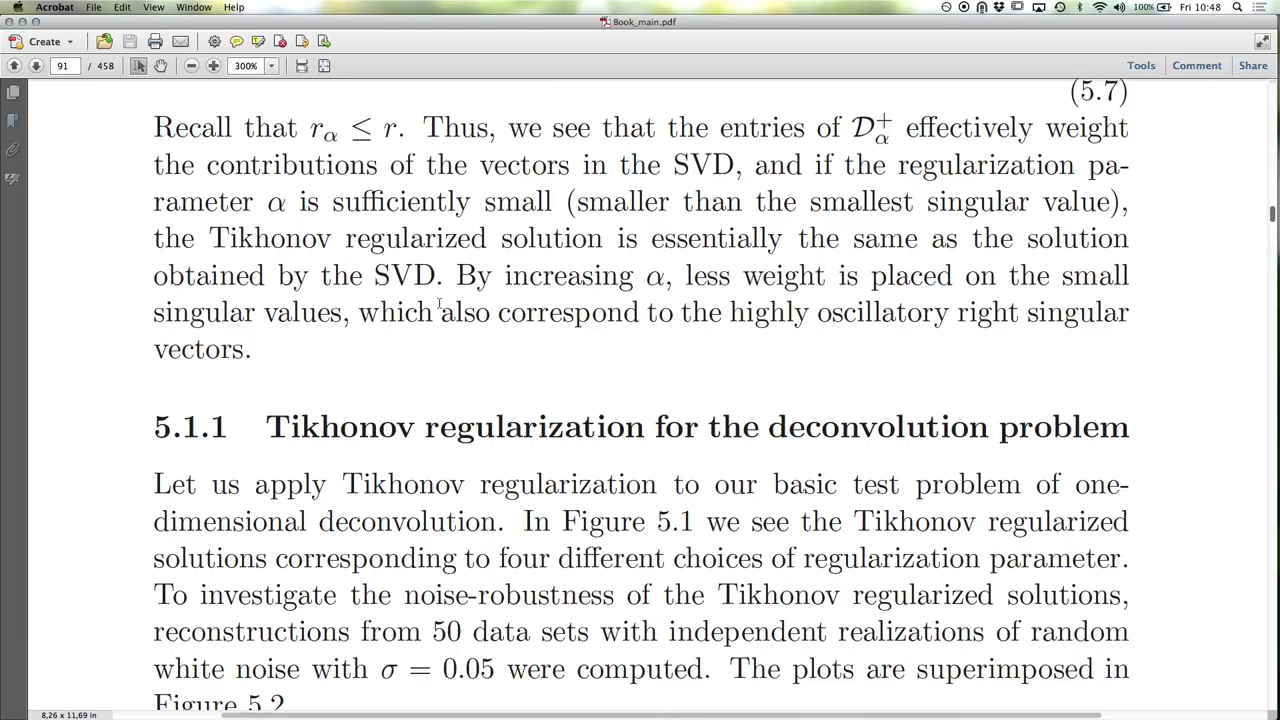 Acrobat File Edit View Window Help 100% Fri 10:48
Book_main.pdf
Create
91 / 458 300% Tools Comment Share
(5.7)
Recall that r_α ≤ r. Thus, we see that the entries of 𝒟_α^+ effectively weight
the contributions of the vectors in the SVD, and if the regularization pa-
rameter α is sufficiently small (smaller than the smallest singular value),
the Tikhonov regularized solution is essentially the same as the solution
obtained by the SVD. By increasing α, less weight is placed on the small
singular values, which also correspond to the highly oscillatory right singular
vectors.
5.1.1 Tikhonov regularization for the deconvolution problem
Let us apply Tikhonov regularization to our basic test problem of one-
dimensional deconvolution. In Figure 5.1 we see the Tikhonov regularized
solutions corresponding to four different choices of regularization parameter.
To investigate the noise-robustness of the Tikhonov regularized solutions,
reconstructions from 50 data sets with independent realizations of random
white noise with σ = 0.05 were computed. The plots are superimposed in
Figure 5.2
8,26 x 11,69 in